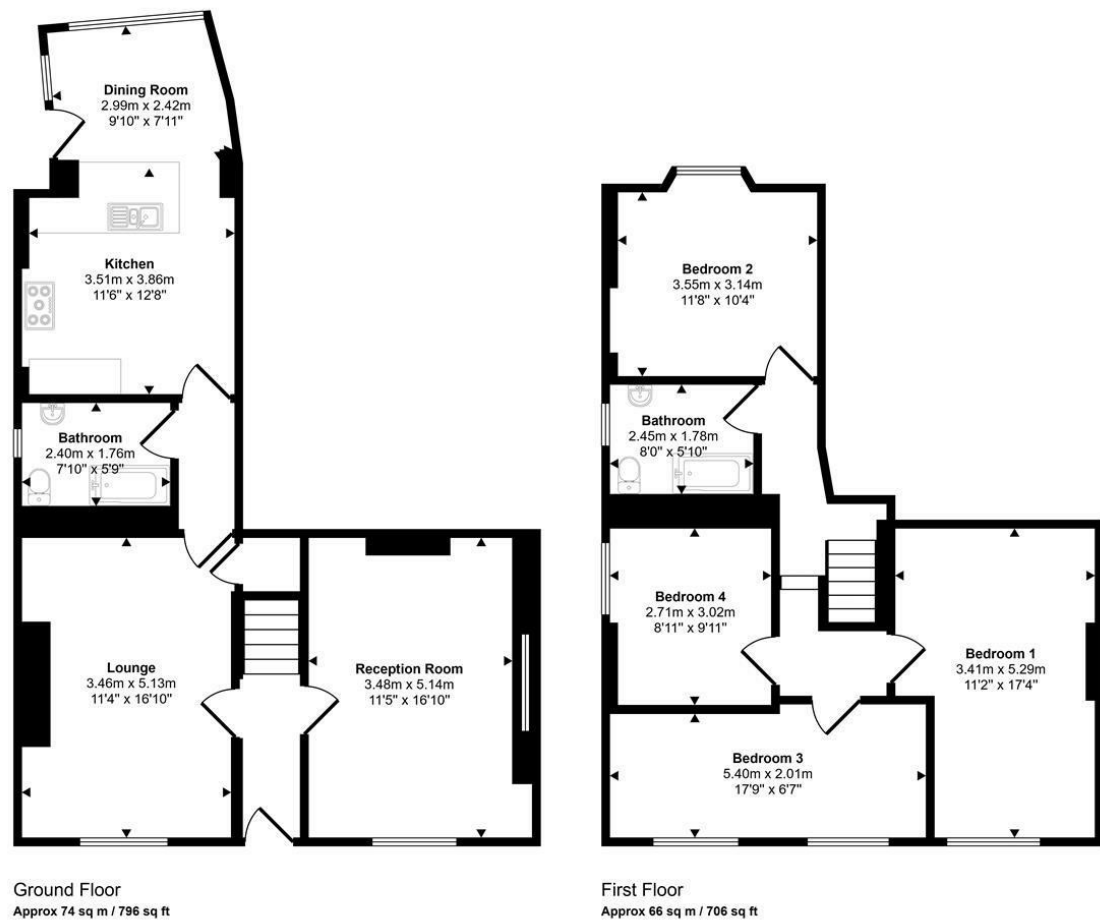 Dining Room
2.99m x 2.42m
9'10" x 7'11"
Kitchen
3.51m x 3.86m
11'6" x 12'8"
Bathroom
2.40m x 1.76m
7'10" x 5'9"
Lounge
3.46m x 5.13m
11'4" x 16'10"
Reception Room
3.48m x 5.14m
11'5" x 16'10"
Ground Floor
Approx 74 sq m / 796 sq ft
Bedroom 2
3.55m x 3.14m
11'8" x 10'4"
Bathroom
2.45m x 1.78m
8'0" x 5'10"
Bedroom 4
2.71m x 3.02m
8'11" x 9'11"
Bedroom 1
3.41m x 5.29m
11'2" x 17'4"
Bedroom 3
5.40m x 2.01m
17'9" x 6'7"
First Floor
Approx 66 sq m / 706 sq ft